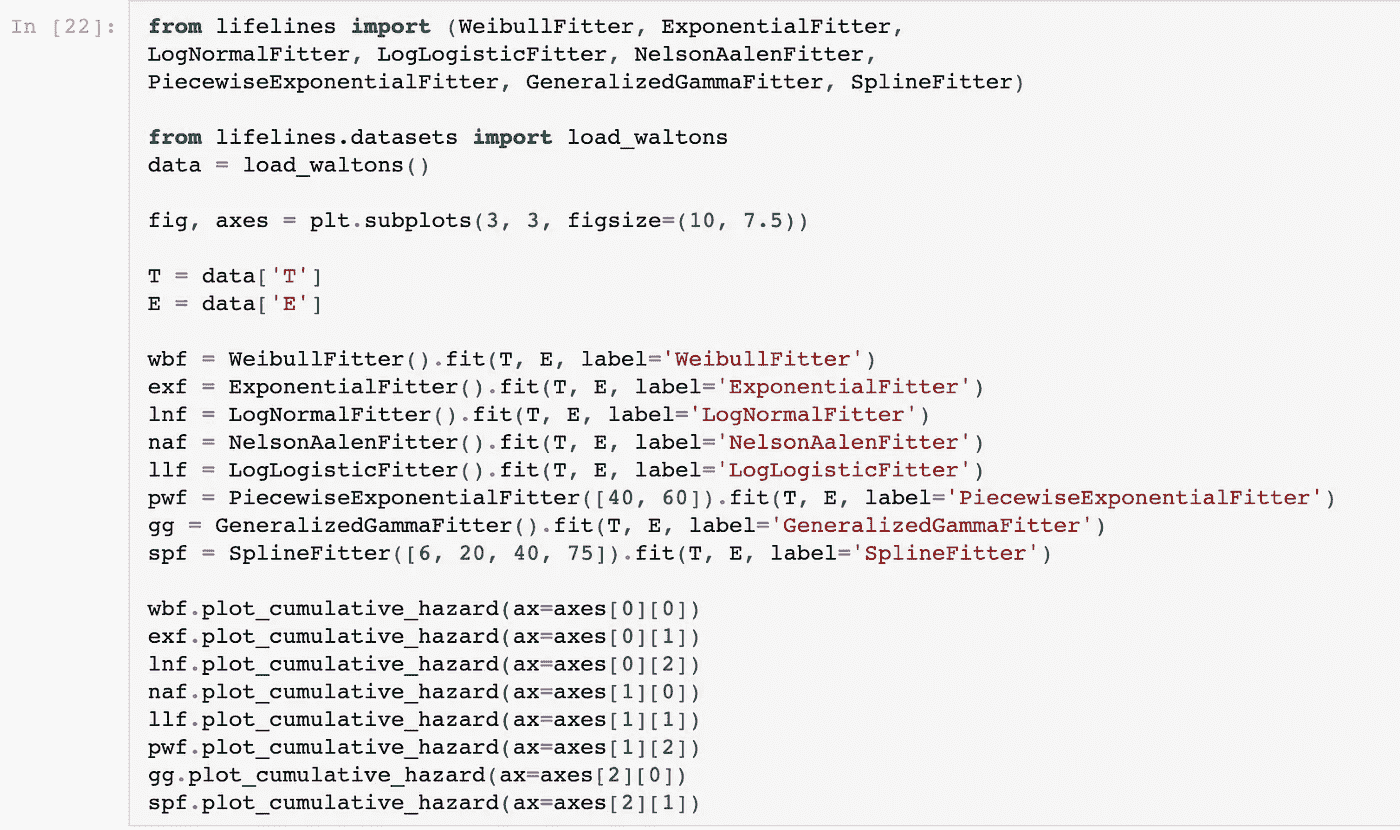 In [22]:
from lifelines import (WeibullFitter, ExponentialFitter,
LogNormalFitter, LogLogisticFitter, NelsonAalenFitter,
PiecewiseExponentialFitter, GeneralizedGammaFitter, SplineFitter)
from lifelines.datasets import load_waltons
data = load_waltons()
fig, axes = plt.subplots(3, 3, figsize=(10, 7.5))
T = data['T']
E = data['E']
wbf = WeibullFitter().fit(T, E, label='WeibullFitter')
exf = ExponentialFitter().fit(T, E, label='ExponentialFitter')
lnf = LogNormalFitter().fit(T, E, label='LogNormalFitter')
naf = NelsonAalenFitter().fit(T, E, label='NelsonAalenFitter')
llf = LogLogisticFitter().fit(T, E, label='LogLogisticFitter')
pwf = PiecewiseExponentialFitter([40, 60]).fit(T, E, label='PiecewiseExponentialFitter')
gg = GeneralizedGammaFitter().fit(T, E, label='GeneralizedGammaFitter')
spf = SplineFitter([6, 20, 40, 75]).fit(T, E, label='SplineFitter')
wbf.plot_cumulative_hazard(ax=axes[0][0])
exf.plot_cumulative_hazard(ax=axes[0][1])
lnf.plot_cumulative_hazard(ax=axes[0][2])
naf.plot_cumulative_hazard(ax=axes[1][0])
llf.plot_cumulative_hazard(ax=axes[1][1])
pwf.plot_cumulative_hazard(ax=axes[1][2])
gg.plot_cumulative_hazard(ax=axes[2][0])
spf.plot_cumulative_hazard(ax=axes[2][1])